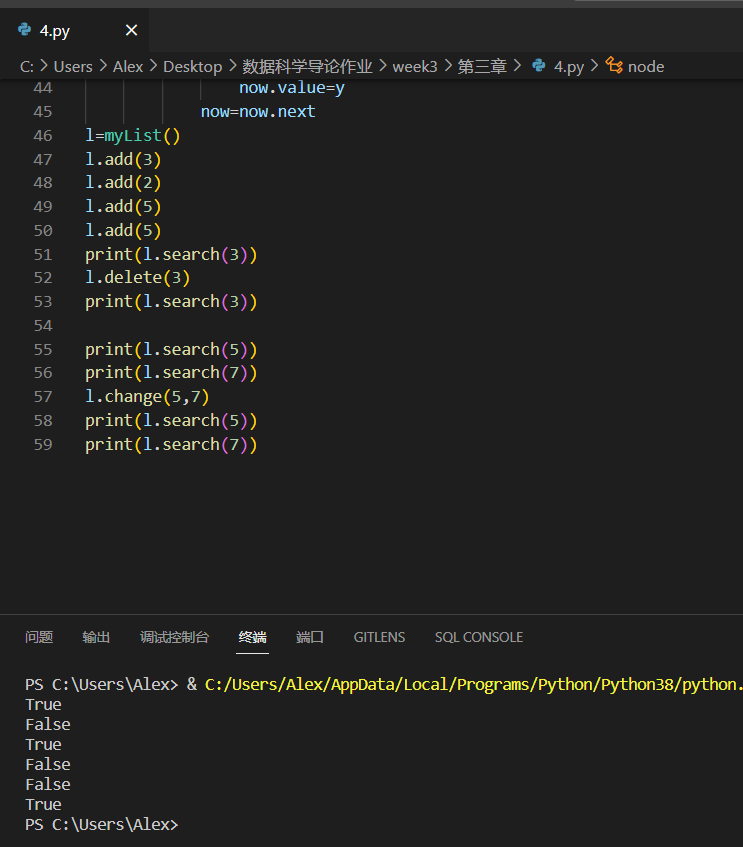 4.py ×
C: > Users > Alex > Desktop > 数据科学导论作业 > week3 > 第三章 > 4.py > node
44 now.value=y
45 now=now.next
46 l=myList()
47 l.add(3)
48 l.add(2)
49 l.add(5)
50 l.add(5)
51 print(l.search(3))
52 l.delete(3)
53 print(l.search(3))
54
55 print(l.search(5))
56 print(l.search(7))
57 l.change(5,7)
58 print(l.search(5))
59 print(l.search(7))
问题 输出 调试控制台 终端 端口 GITLENS SQL CONSOLE
PS C:\Users\Alex> & C:/Users/Alex/AppData/Local/Programs/Python/Python38/python.
True
False
True
False
False
True
PS C:\Users\Alex>